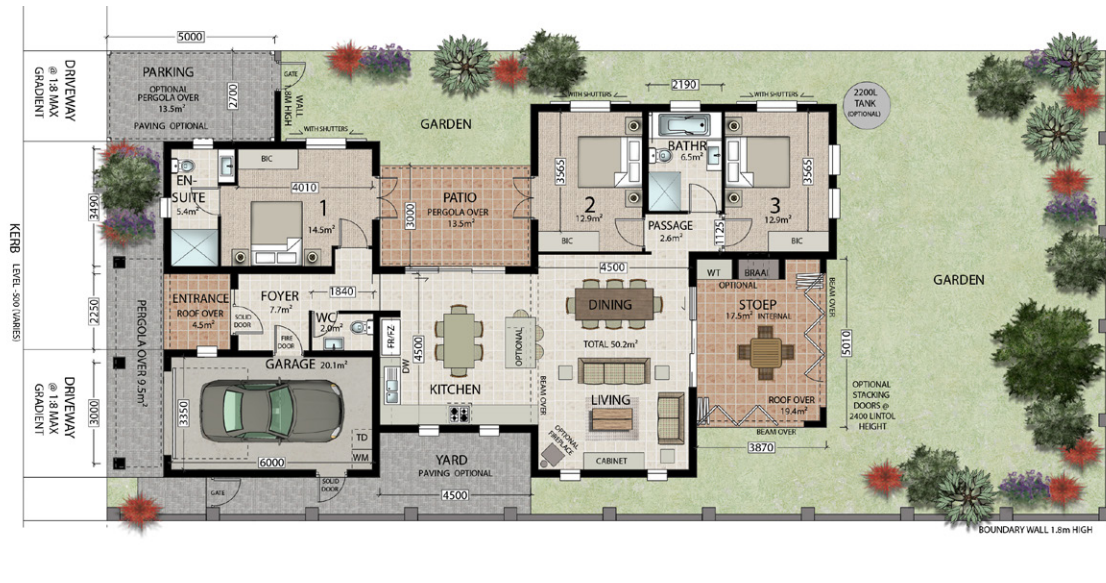 5000
DRIVEWAY
@ 1:8 MAX
GRADIENT
PARKING
OPTIONAL
PERGOLA OVER
13.5m²
PAVING OPTIONAL
2700
GATE
1.8M HIGH
WALL
WITH SHUTTERS
GARDEN
WITH SHUTTERS
2190
WITH SHUTTERS
2200L
TANK
(OPTIONAL)
KERB LEVEL -500 (VARIES)
3490
EN-
SUITE
5.4m²
BIC
4010
1
14.5m²
3000
PATIO
PERGOLA OVER
13.5m²
3565
2
12.9m²
BIC
BATHR
6.5m²
PASSAGE
2.6m²
1125
3565
3
12.9m²
BIC
GARDEN
2250
ENTRANCE
ROOF OVER
4.5m²
SOLID
DOOR
FOYER
7.7m²
1840
WC
2.0m²
FIRE
DOOR
FR/FZ
DW
4500
KITCHEN
OPTIONAL
4500
DINING
TOTAL 50.2m²
BEAM OVER
LIVING
OPTIONAL
FIREPLACE
CABINET
WT
BRAAI
OPTIONAL
STOEP
17.5m² INTERNAL
ROOF OVER
19.4m²
BEAM OVER
BEAM OVER
5010
3870
OPTIONAL
STACKING
DOORS @
2400 LINTOL
HEIGHT
PERGOLA OVER 9.5m²
DRIVEWAY
@ 1:8 MAX
GRADIENT
3000
GARAGE 20.1m²
3350
6000
TD
WM
GATE
SOLID
DOOR
YARD
PAVING OPTIONAL
4500
BOUNDARY WALL 1.8m HIGH